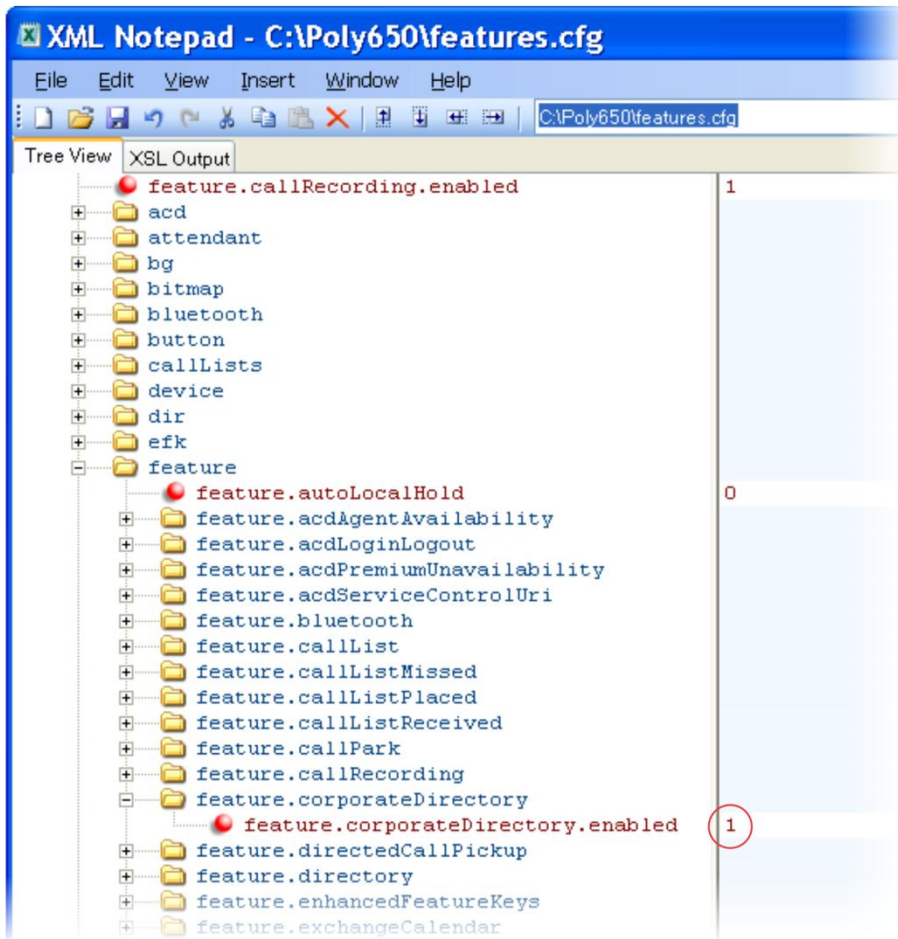 XML Notepad - C:\Poly650\features.cfg
File Edit View Insert Window Help
C:\Poly650\features.cfg
Tree View XSL Output
feature.callRecording.enabled 1
acd
attendant
bg
bitmap
bluetooth
button
callLists
device
dir
efk
feature
feature.autoLocalHold 0
feature.acdAgentAvailability
feature.acdLoginLogout
feature.acdPremiumUnavailability
feature.acdServiceControlUri
feature.bluetooth
feature.callList
feature.callListMissed
feature.callListPlaced
feature.callListReceived
feature.callPark
feature.callRecording
feature.corporateDirectory
feature.corporateDirectory.enabled 1
feature.directedCallPickup
feature.directory
feature.enhancedFeatureKeys
feature.exchangeCalendar